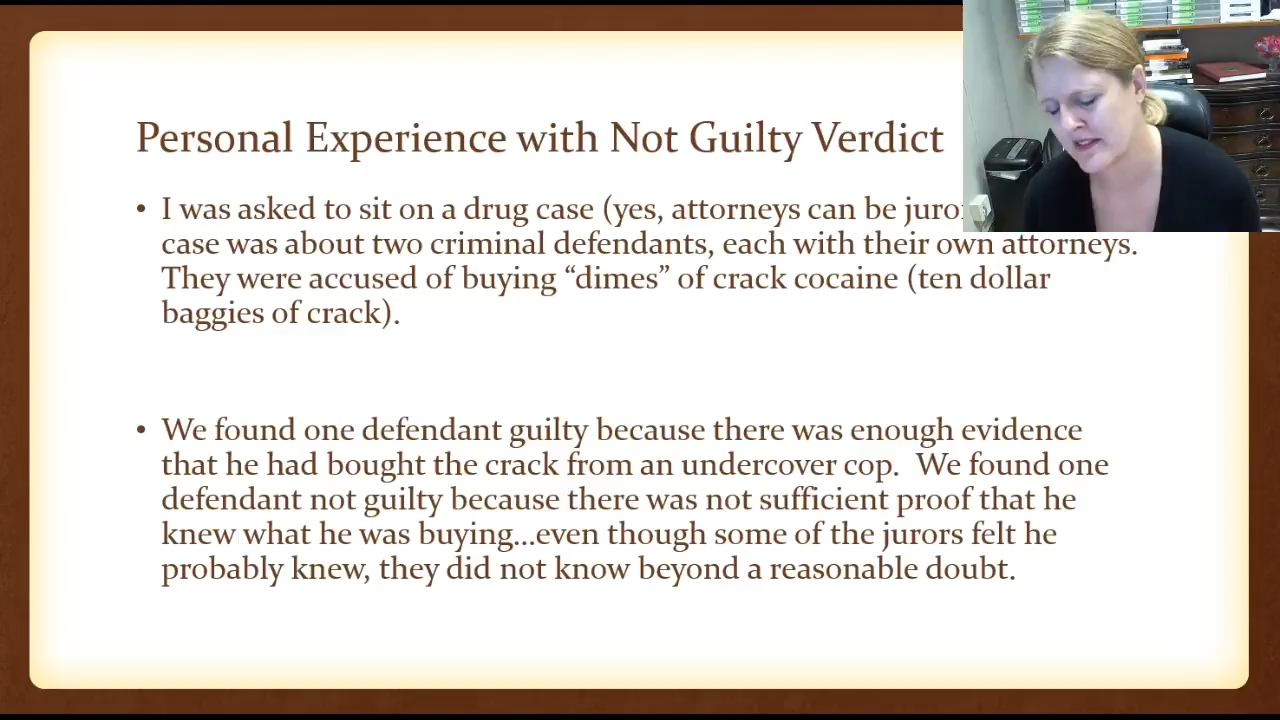 Personal Experience with Not Guilty Verdict
• I was asked to sit on a drug case (yes, attorneys can be
case was about two criminal defendants, each with their own attorneys.
They were accused of buying “dimes” of crack cocaine (ten dollar
baggies of crack).
• We found one defendant guilty because there was enough evidence
that he had bought the crack from an undercover cop.  We found one
defendant not guilty because there was not sufficient proof that he
knew what he was buying...even though some of the jurors felt he
probably knew, they did not know beyond a reasonable doubt.